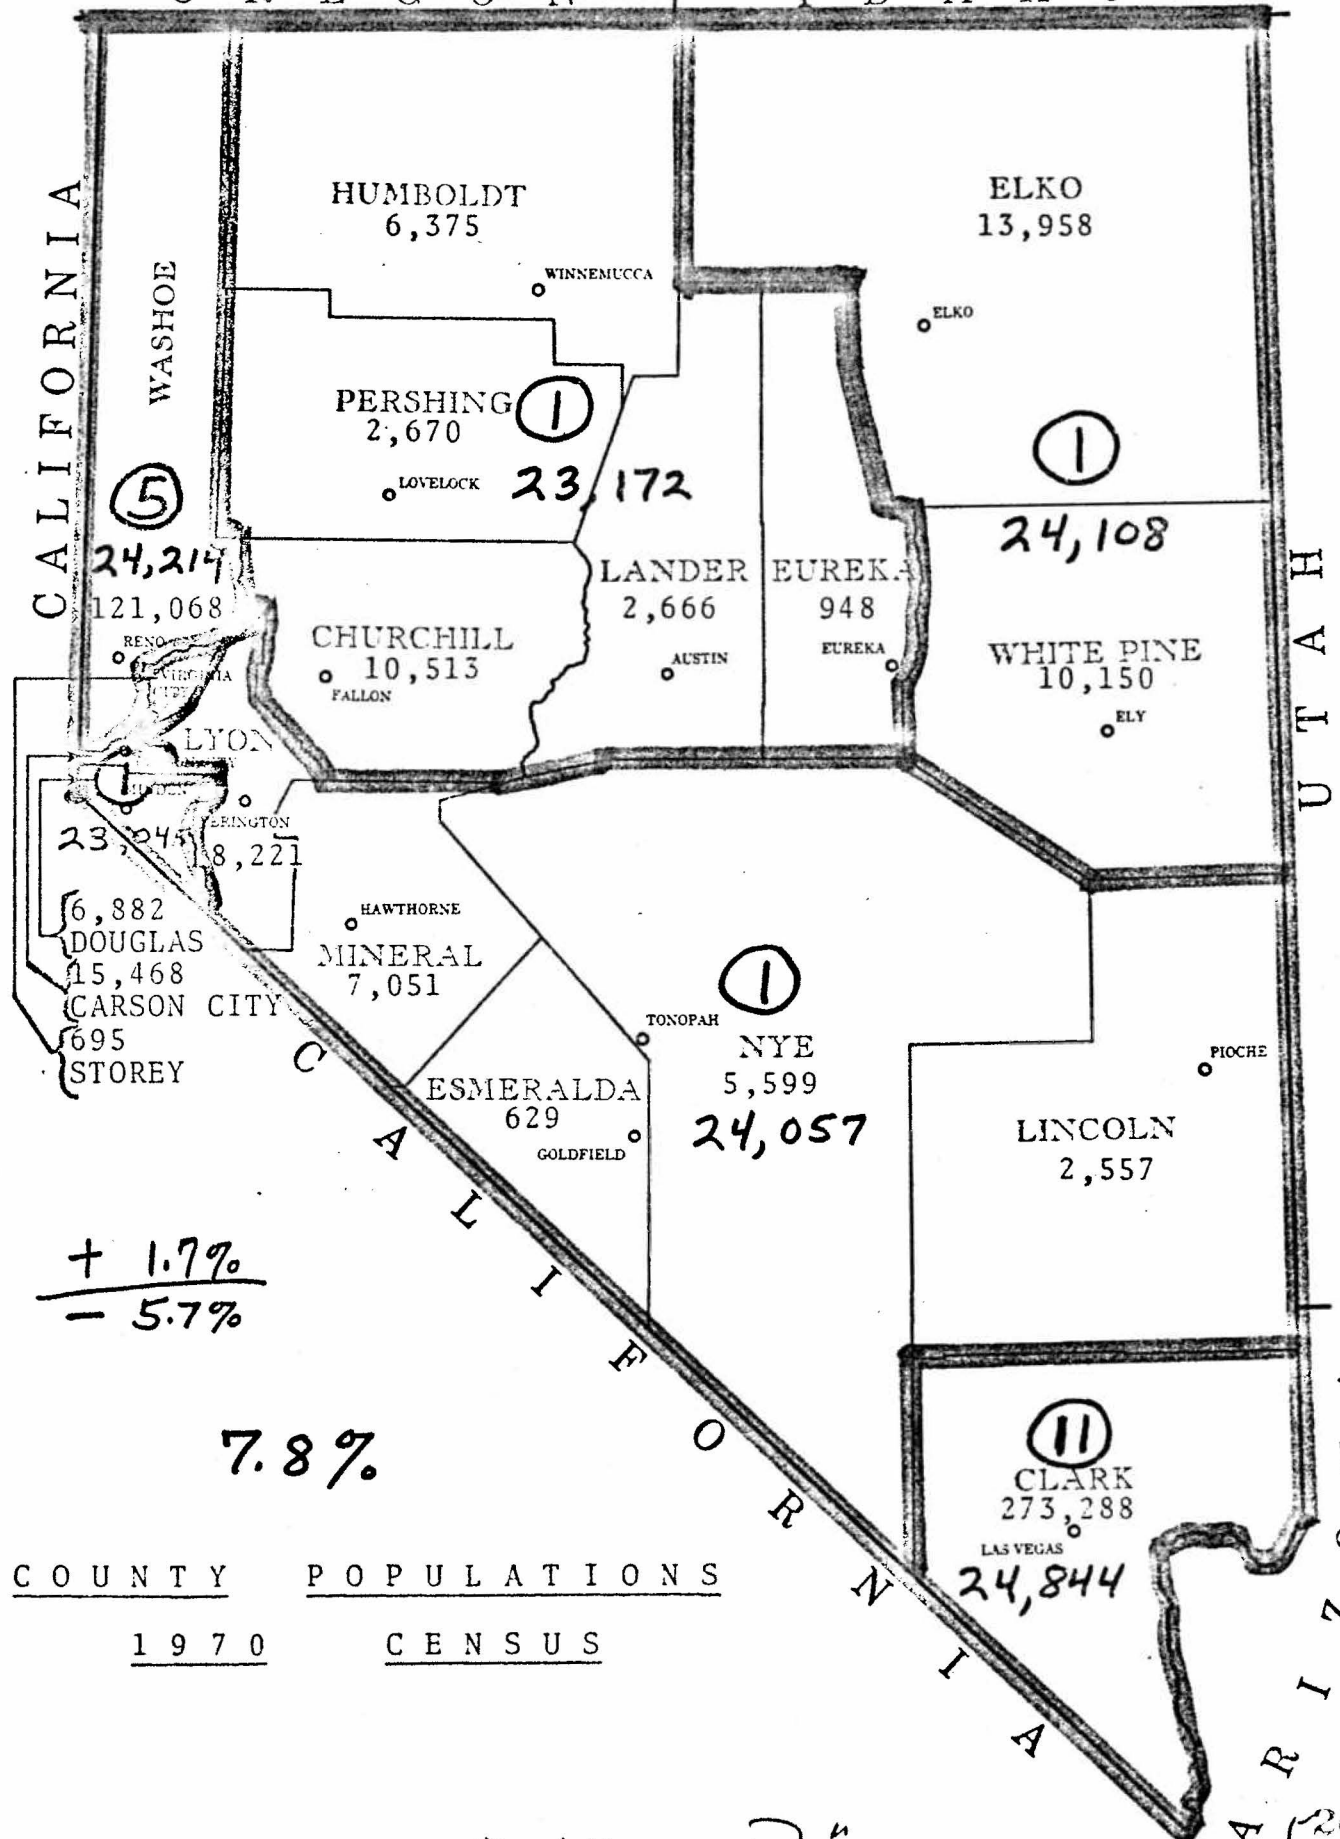 O R E G O N I D A H O
CALIFORNIA
WASHOE
5
24,214
121,068
RENO
VIRGINIA
CITY
HUMBOLDT
6,375
WINNEMUCCA
PERSHING
2,670
1
LOVELOCK
23,172
ELKO
13,958
ELKO
1
24,108
LANDER
2,666
AUSTIN
EUREKA
948
EUREKA
CHURCHILL
10,513
FALLON
WHITE PINE
10,150
ELY
UTAH
LYON
1
MINDEN
YERINGTON
8,221
6,882
DOUGLAS
15,468
CARSON CITY
695
STOREY
HAWTHORNE
MINERAL
7,051
1
TONOPAH
NYE
5,599
24,057
ESMERALDA
629
GOLDFIELD
PIOCHE
LINCOLN
2,557
CALIFORNIA
+ 1.7%
- 5.7%
7.8%
11
CLARK
273,288
LAS VEGAS
24,844
COUNTY POPULATIONS
1970 CENSUS